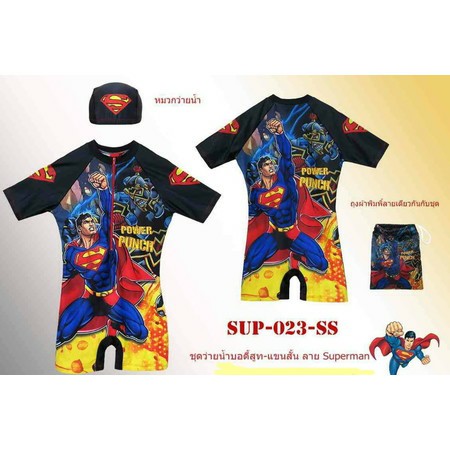 หมวกว่ายน้ำ
POWER
PUNCH
POWER
PUNCH
ถุงผ้าพิมพ์ลายเดียวกันกับชุด
SUP-023-SS
ชุดว่ายน้ำบอดี้สูท-แขนสั้น ลาย Superman